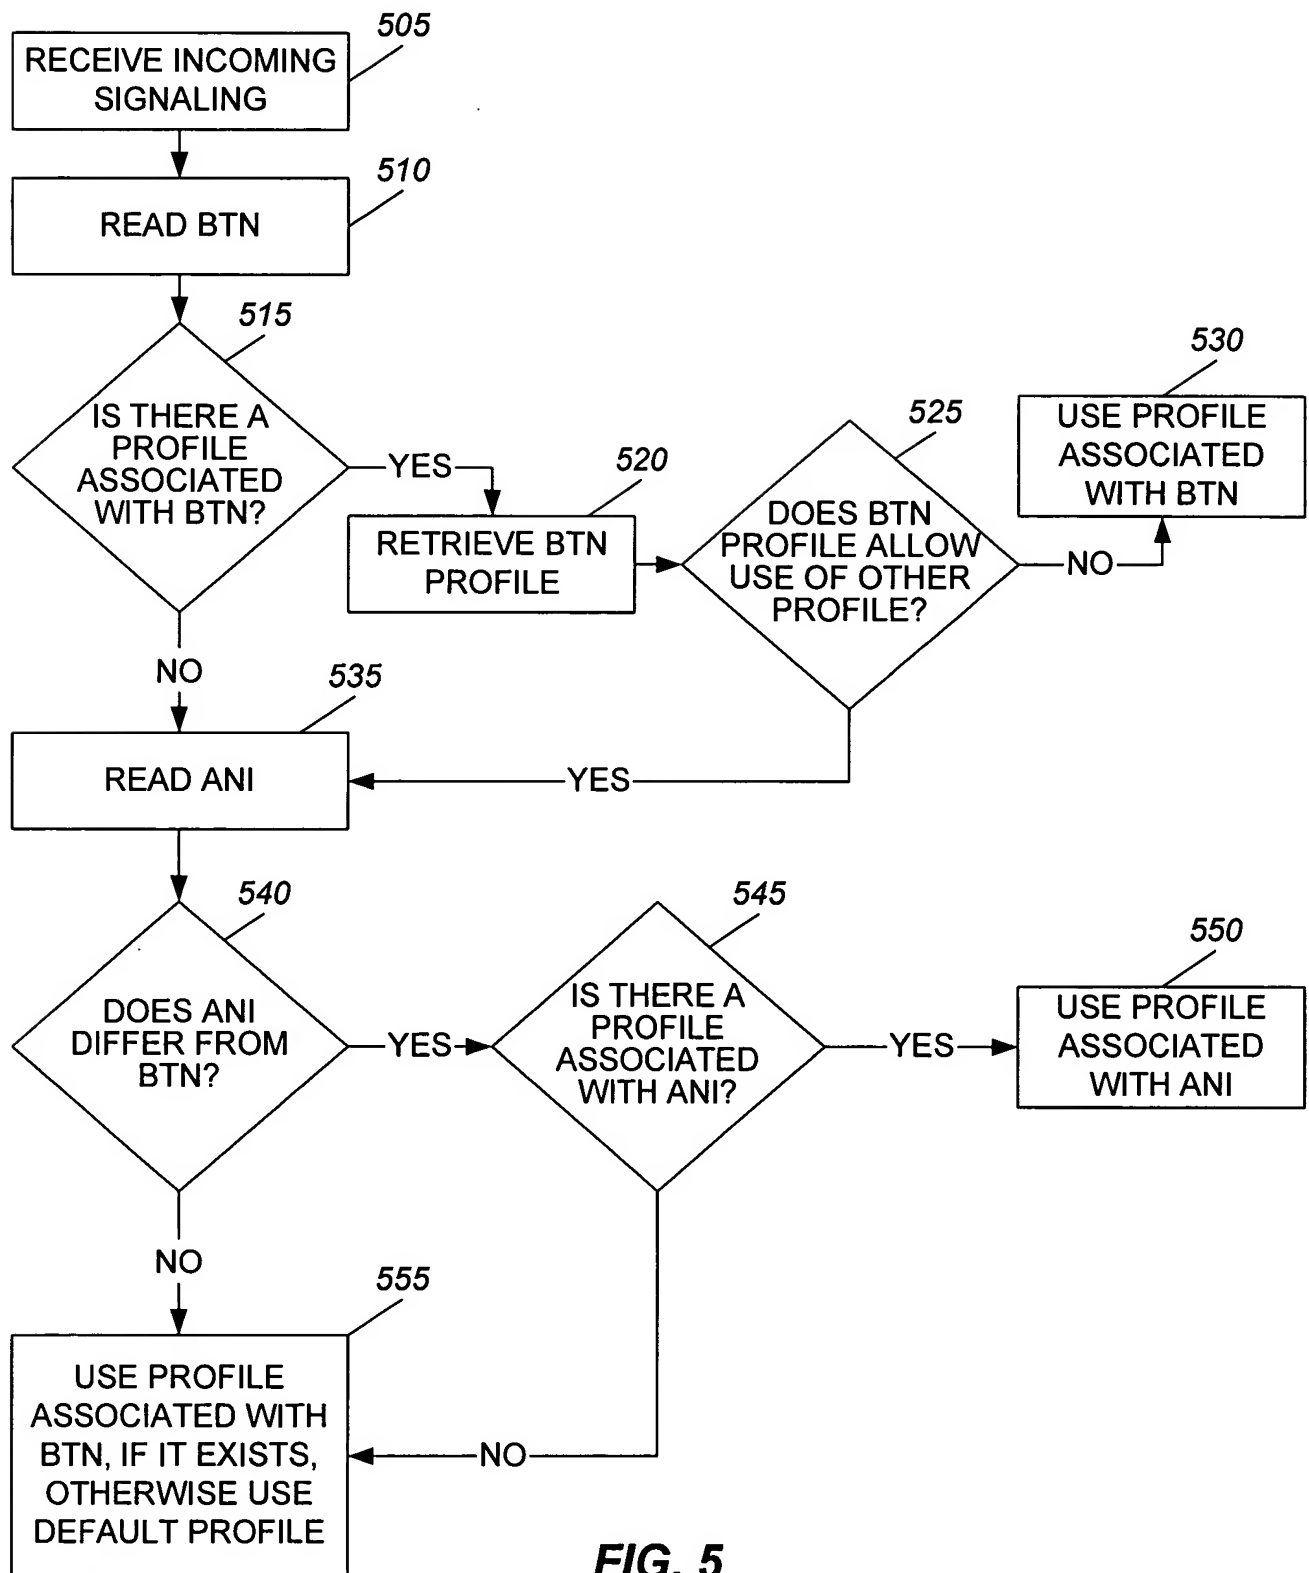 505
RECEIVE INCOMING
SIGNALING
510
READ BTN
515
IS THERE A
PROFILE
ASSOCIATED
WITH BTN?
YES
520
RETRIEVE BTN
PROFILE
525
DOES BTN
PROFILE ALLOW
USE OF OTHER
PROFILE?
530
USE PROFILE
ASSOCIATED
WITH BTN
NO
NO
535
READ ANI
YES
540
DOES ANI
DIFFER FROM
BTN?
YES
545
IS THERE A
PROFILE
ASSOCIATED
WITH ANI?
YES
550
USE PROFILE
ASSOCIATED
WITH ANI
NO
555
USE PROFILE
ASSOCIATED WITH
BTN, IF IT EXISTS,
OTHERWISE USE
DEFAULT PROFILE
NO
FIG. 5